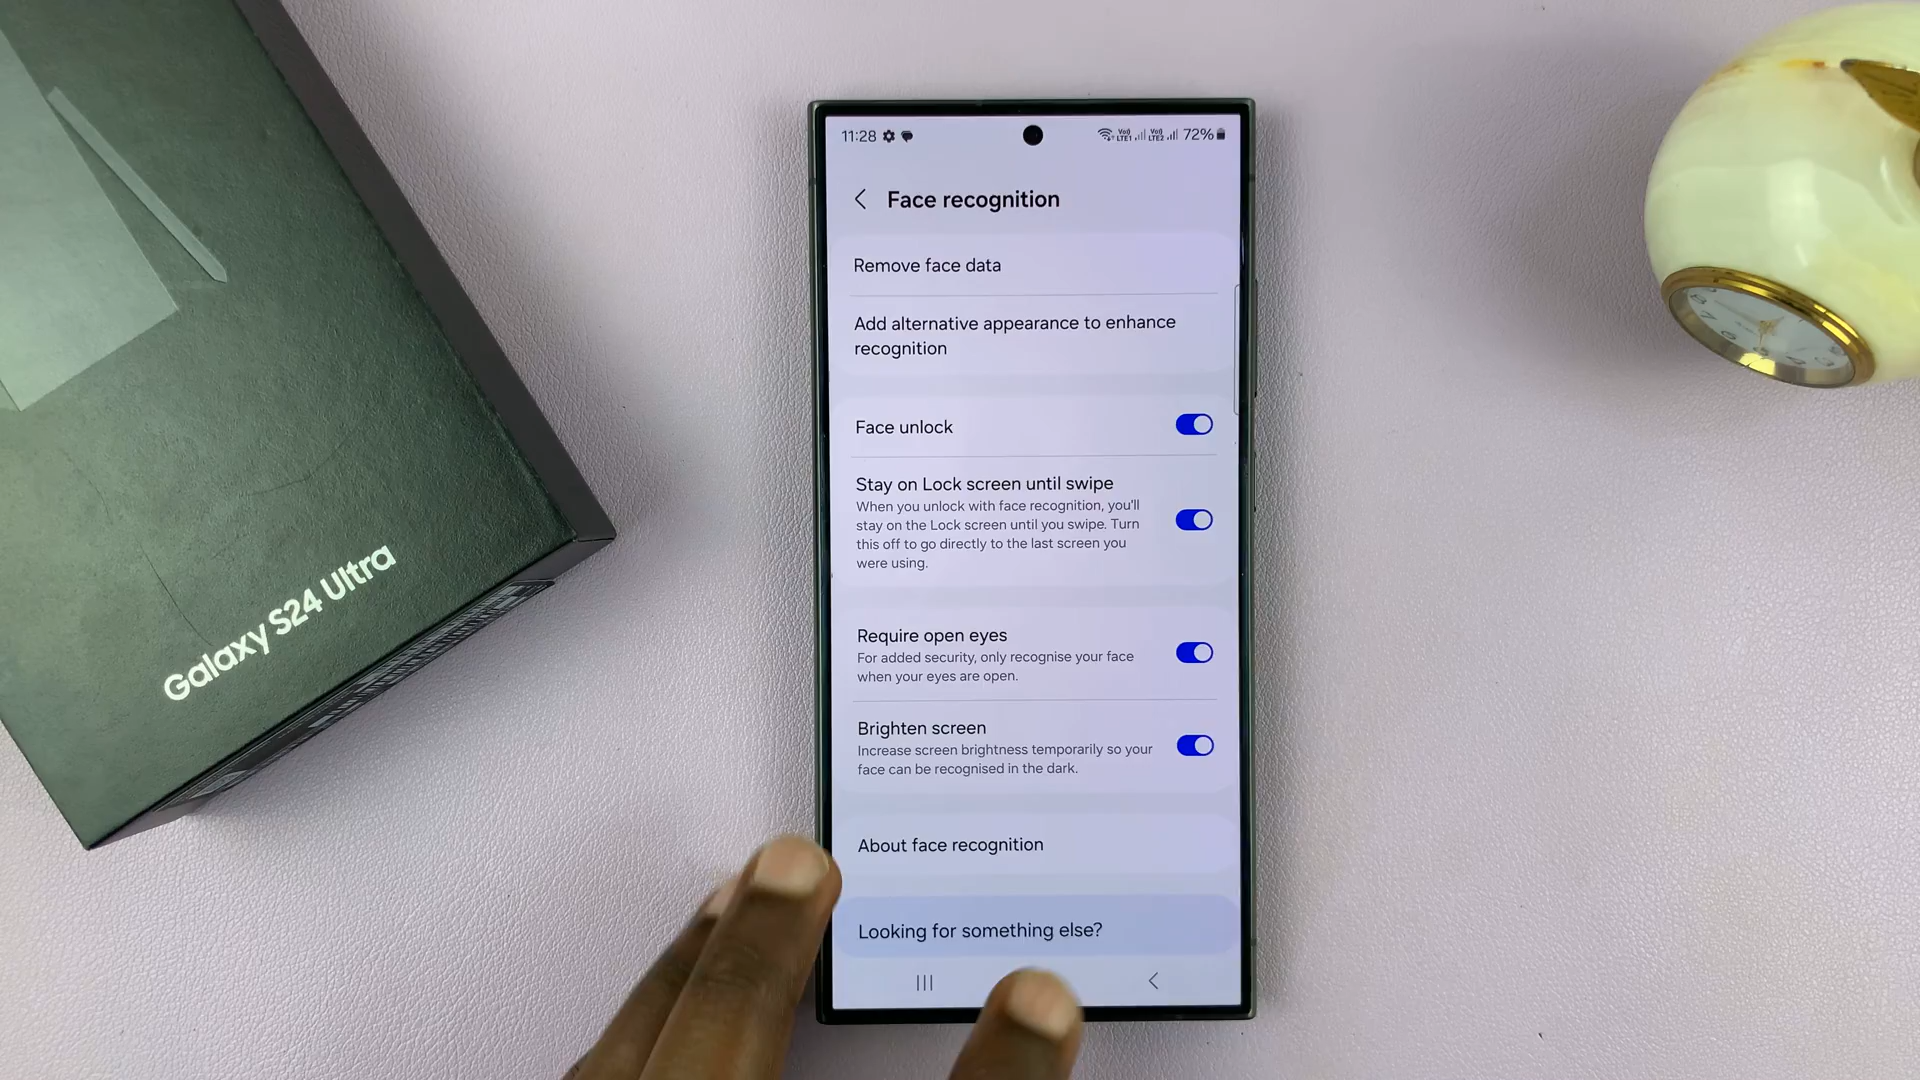 Galaxy S24 Ultra
11:28
Vo) LTE1 Vo) LTE2 72%
Face recognition
Remove face data
Add alternative appearance to enhance
recognition
Face unlock
Stay on Lock screen until swipe
When you unlock with face recognition, you'll
stay on the Lock screen until you swipe. Turn
this off to go directly to the last screen you
were using.
Require open eyes
For added security, only recognise your face
when your eyes are open.
Brighten screen
Increase screen brightness temporarily so your
face can be recognised in the dark.
About face recognition
Looking for something else?